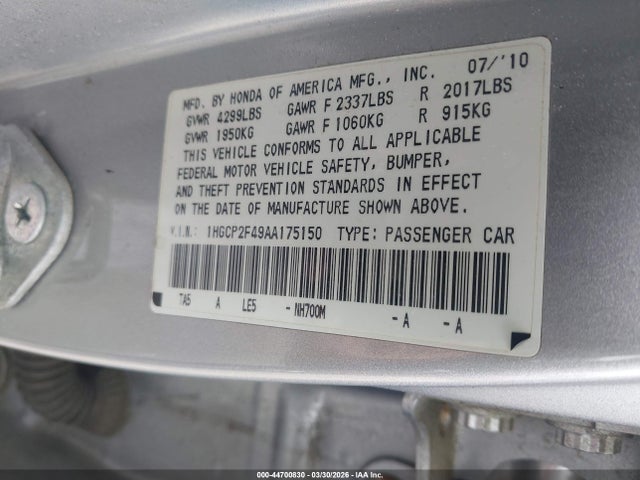 MFD. BY HONDA OF AMERICA MFG., INC. 07/'10
GVWR 4299LBS GAWR F 2337LBS R 2017LBS
GVWR 1950KG GAWR F 1060KG R 915KG
THIS VEHICLE CONFORMS TO ALL APPLICABLE
FEDERAL MOTOR VEHICLE SAFETY, BUMPER,
AND THEFT PREVENTION STANDARDS IN EFFECT
ON THE DATE OF MANUFACTURE SHOWN ABOVE.
V.I.N.: 1HGCP2F49AA175150 TYPE: PASSENGER CAR
TA5 A LE5 - NH700M - A - A
000-44700830 - 03/30/2026 - IAA Inc.